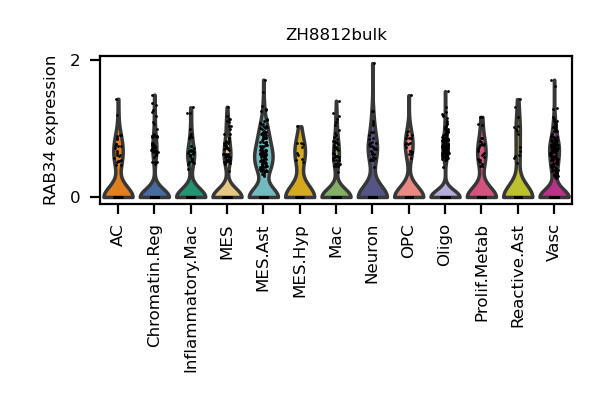 ZH8812bulk
RAB34 expression
2
0
AC
Chromatin.Reg
Inflammatory.Mac
MES
MES.Ast
MES.Hyp
Mac
Neuron
OPC
Oligo
Prolif.Metab
Reactive.Ast
Vasc